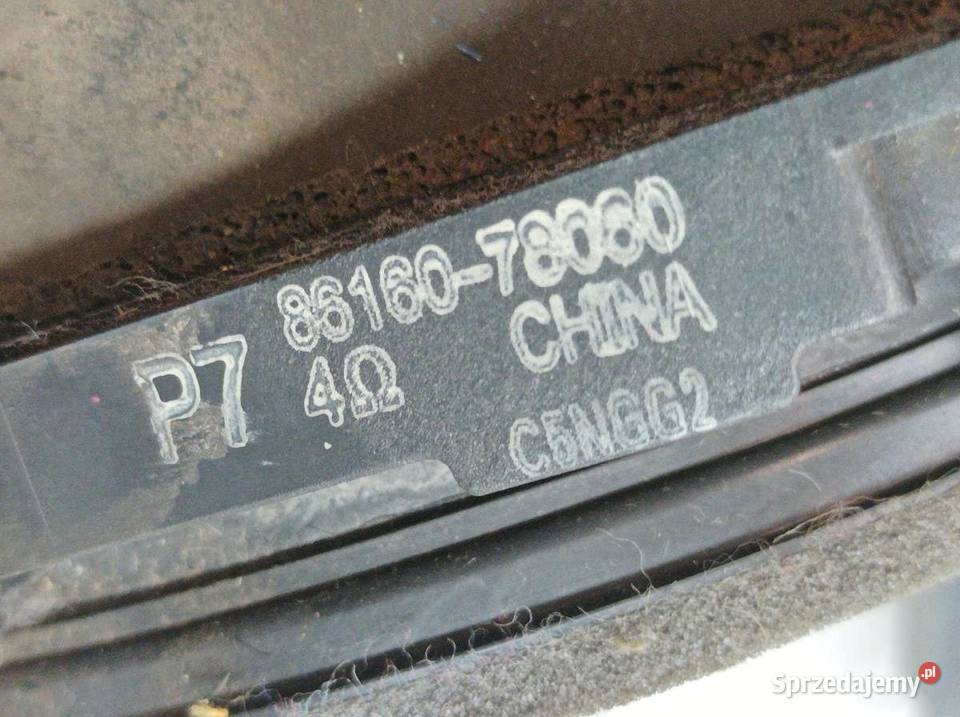 86160-78060
P7 4Ω CHINA
C5NGG2
Sprzedajemy.pl